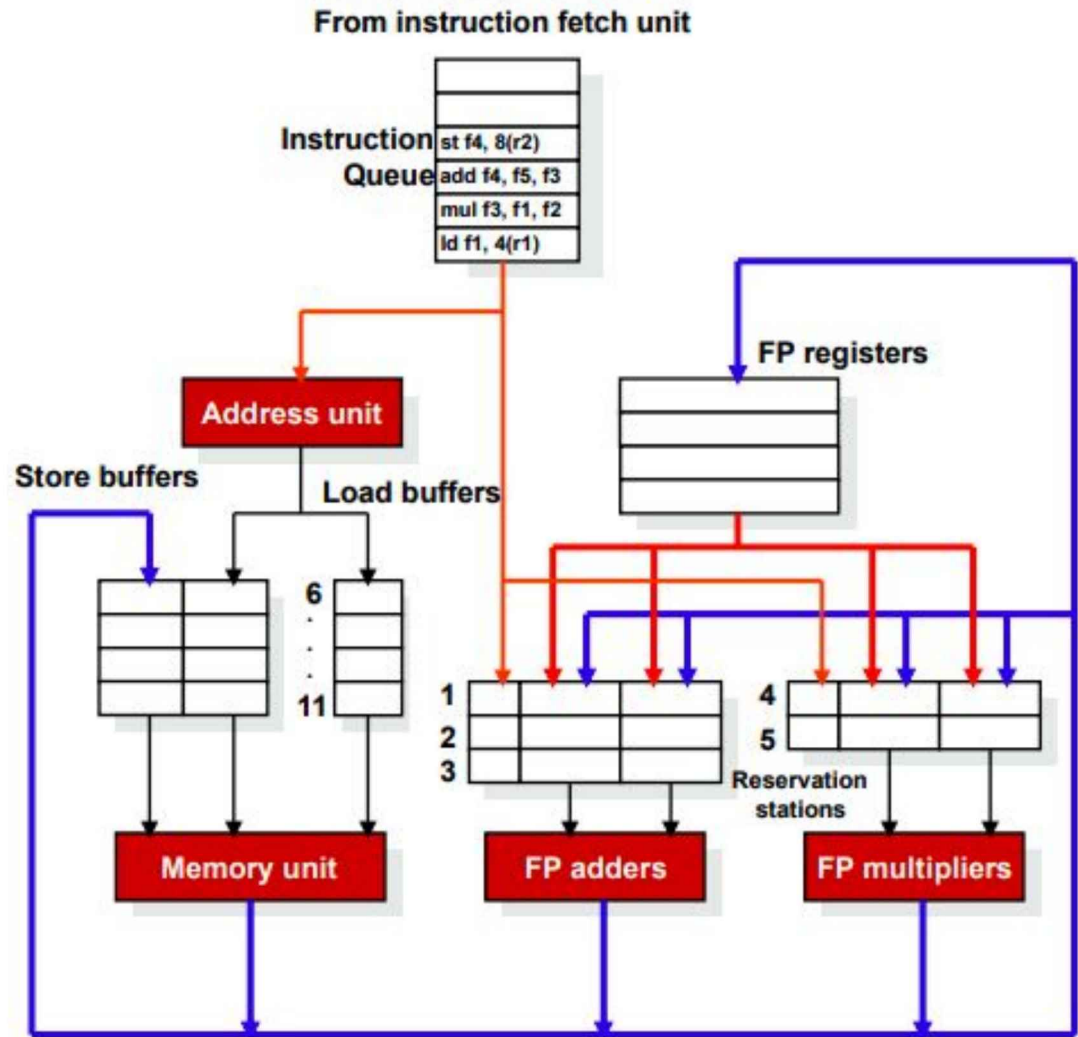 From instruction fetch unit
Instruction
Queue
st f4, 8(r2)
add f4, f5, f3
mul f3, f1, f2
ld f1, 4(r1)
FP registers
Address unit
Store buffers
Load buffers
6
.
.
.
11
1
2
3
4
5
Reservation
stations
Memory unit
FP adders
FP multipliers